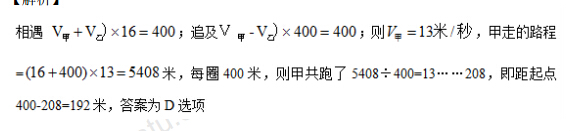 【解析】
相遇 V甲+V乙)×16=400；追及V 甲-V乙)×400=400；则V甲=13米/秒，甲走的路程
=(16+400)×13=5408米，每圈400米，则甲共跑了5408÷400=13……208，即距起点
400-208=192米，答案为D选项